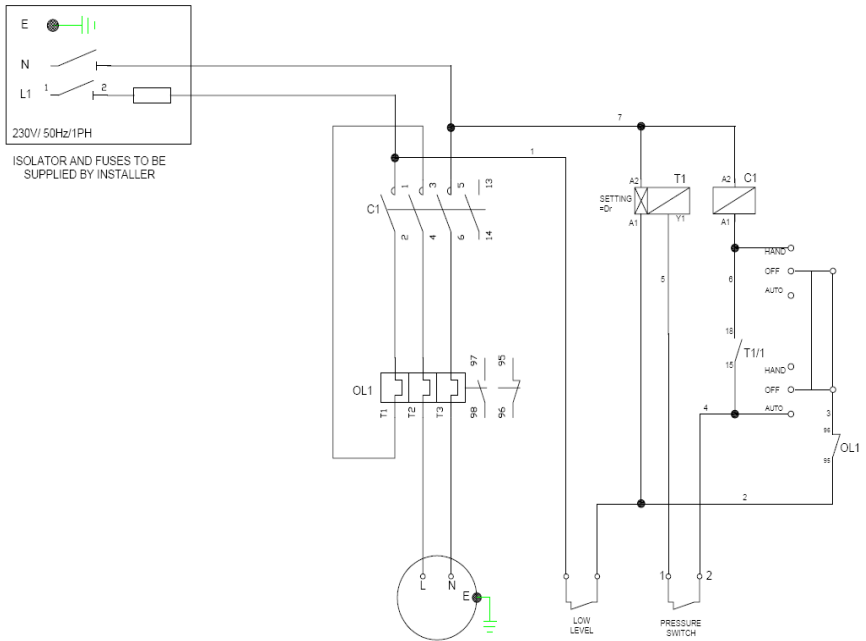 E
N
L1 1 2
230V/ 50Hz/1PH
ISOLATOR AND FUSES TO BE
SUPPLIED BY INSTALLER
7
1
1 3 5 13
C1
2 4 6 14
A2 T1 A2 C1
SETTING
=Dr
A1 Y1 A1
HAND
OFF
AUTO
5 6
18
T1/1
15
HAND
OFF
AUTO
4 3
96
OL1
95
97 95
OL1
T1 T2 T3 98 96
2
1 2
L N
E
LOW
LEVEL
PRESSURE
SWITCH